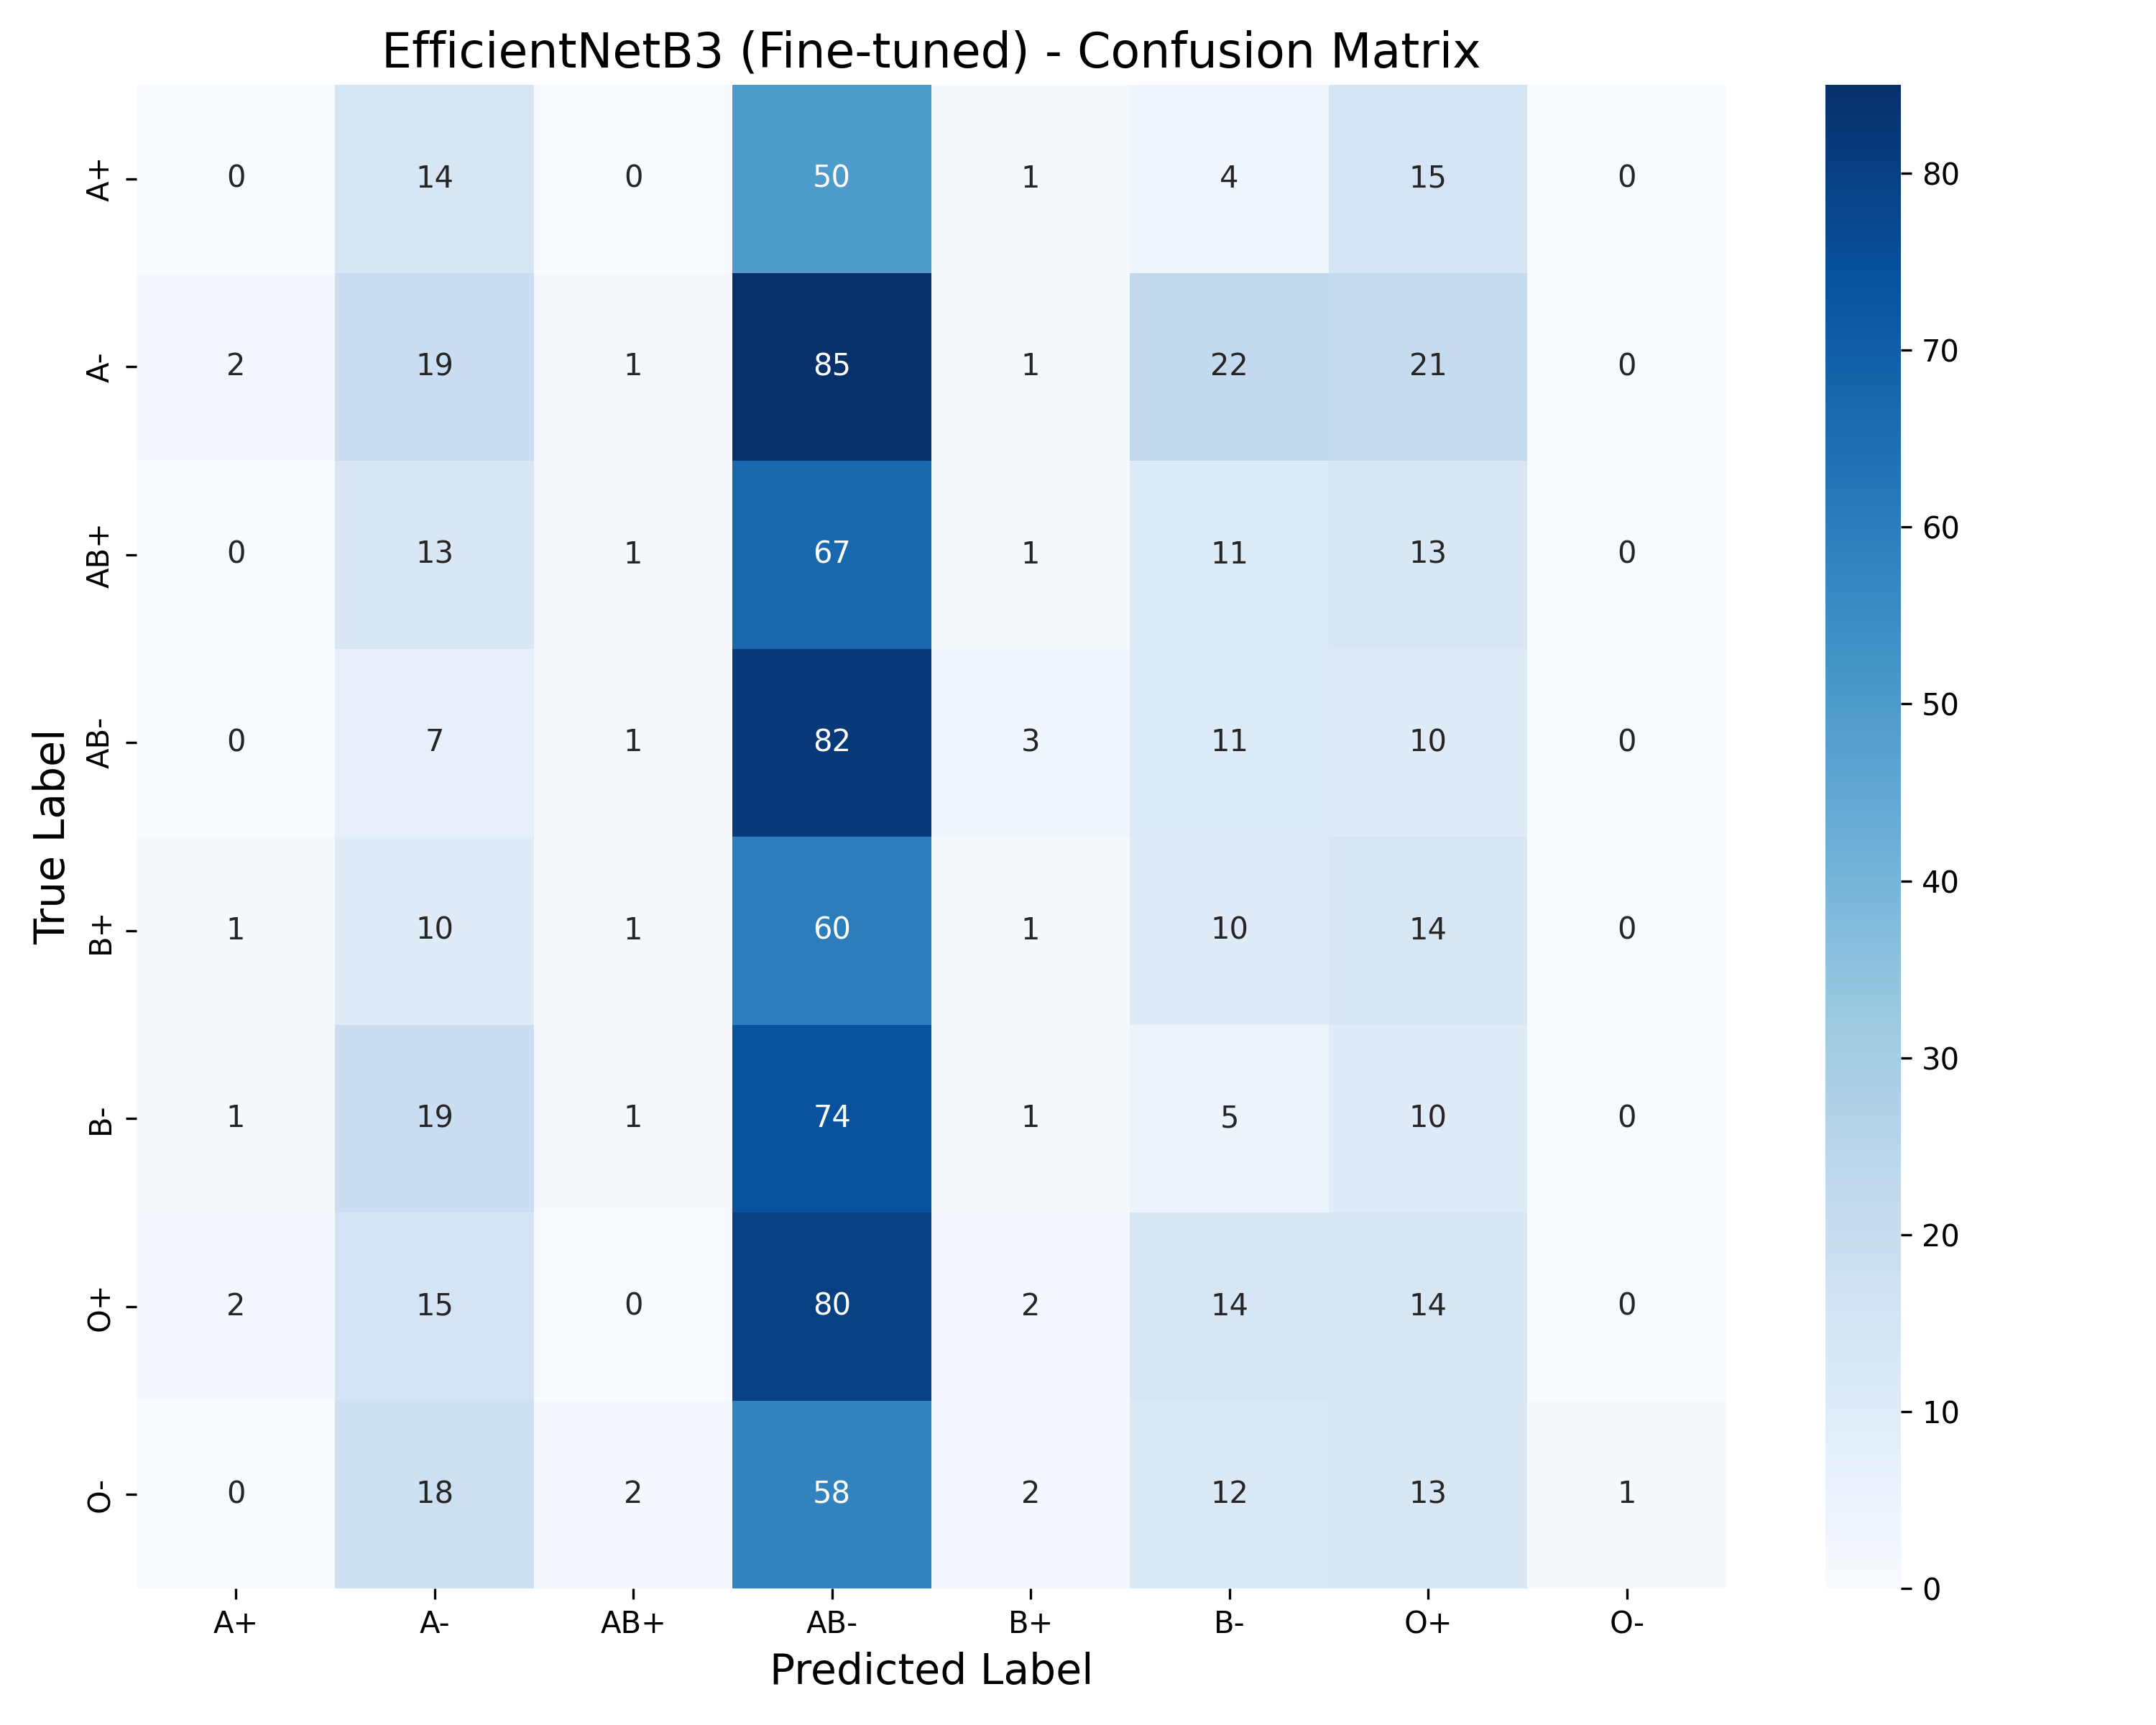 EfficientNetB3 (Fine-tuned) - Confusion Matrix
A+ 0 14 0 50 1 4 15 0
A- 2 19 1 85 1 22 21 0
AB+ 0 13 1 67 1 11 13 0
AB- 0 7 1 82 3 11 10 0
B+ 1 10 1 60 1 10 14 0
B- 1 19 1 74 1 5 10 0
O+ 2 15 0 80 2 14 14 0
O- 0 18 2 58 2 12 13 1
A+ A- AB+ AB- B+ B- O+ O-
True Label
Predicted Label
80
70
60
50
40
30
20
10
0